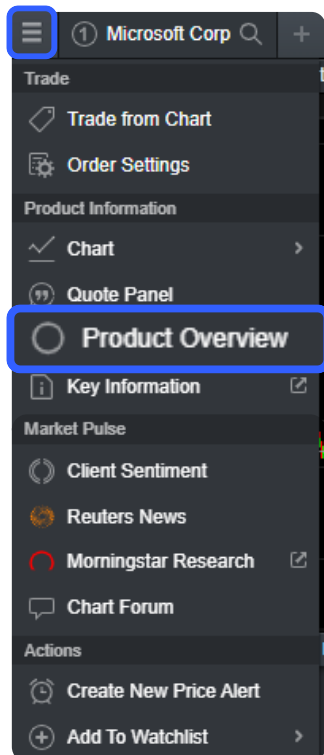 1 Microsoft Corp
Trade
Trade from Chart
Order Settings
Product Information
Chart
Quote Panel
Product Overview
Key Information
Market Pulse
Client Sentiment
Reuters News
Morningstar Research
Chart Forum
Actions
Create New Price Alert
Add To Watchlist